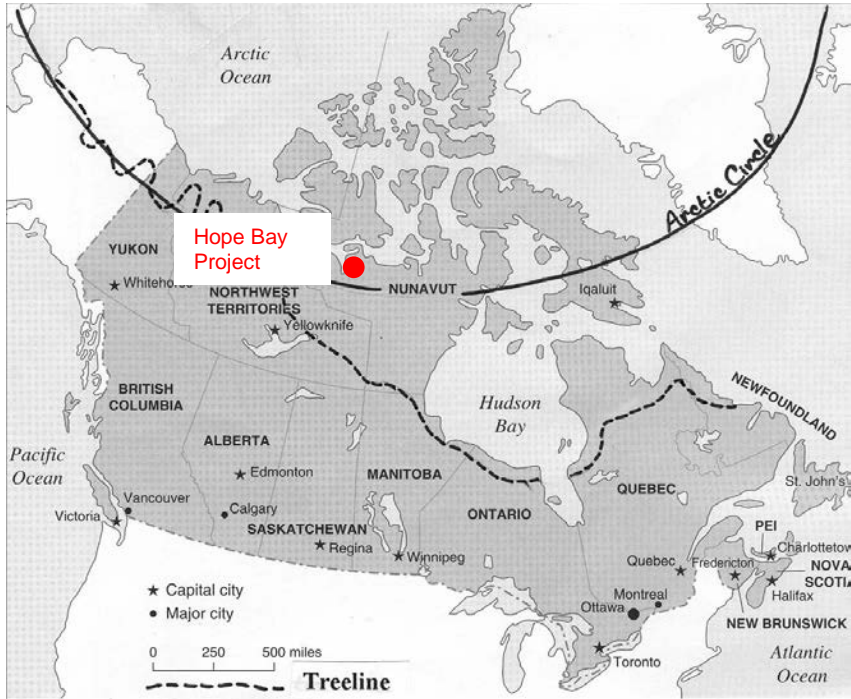 Arctic
Ocean
Arctic Circle
Hope Bay
Project
YUKON
Whitehorse
NORTHWEST
TERRITORIES
NUNAVUT
Iqaluit
Yellowknife
BRITISH
COLUMBIA
Hudson
Bay
NEWFOUNDLAND
Pacific
Ocean
ALBERTA
Edmonton
MANITOBA
QUEBEC
St. John's
Vancouver
Calgary
Victoria
SASKATCHEWAN
Regina
Winnipeg
ONTARIO
PEI
Charlottetow
Quebec
Fredericton
NOVA
SCOTIA
Halifax
Capital city
Major city
Montreal
Ottawa
NEW BRUNSWICK
Toronto
Atlantic
Ocean
0 250 500 miles
Treeline